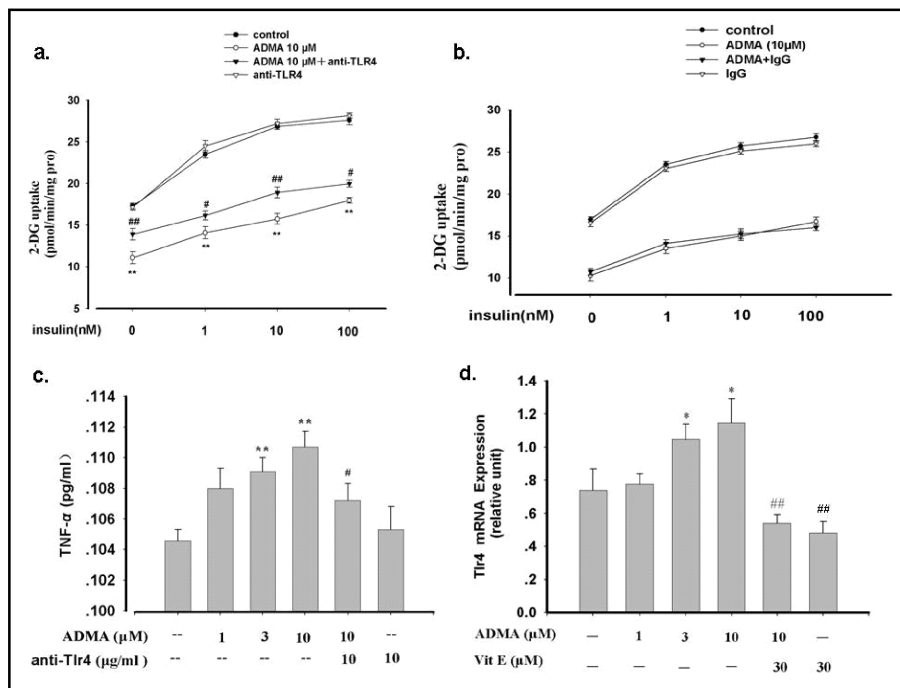 a.
control
ADMA 10 μM
ADMA 10 μM+anti-TLR4
anti-TLR4
2-DG uptake
(pmol/min/mg pro)
30
25
20
15
10
5
##
#
##
#
**
**
**
**
insulin(nM) 0 1 10 100
b.
control
ADMA (10μM)
ADMA+IgG
IgG
2-DG uptake
(pmol/min/mg pro)
30
25
20
15
10
insulin(nM) 0 1 10 100
c.
TNF-α (pg/ml)
.114
.112
.110
.108
.106
.104
.102
.100
** ** #
ADMA (μM) -- 1 3 10 10 --
anti-Tlr4 (μg/ml) -- -- -- -- 10 10
d.
Tlr4 mRNA Expression
(relative unit)
1.4
1.2
1.0
.8
.6
.4
.2
0.0
* * ## ##
ADMA (μM) — 1 3 10 10 —
Vit E (μM) — — — — 30 30